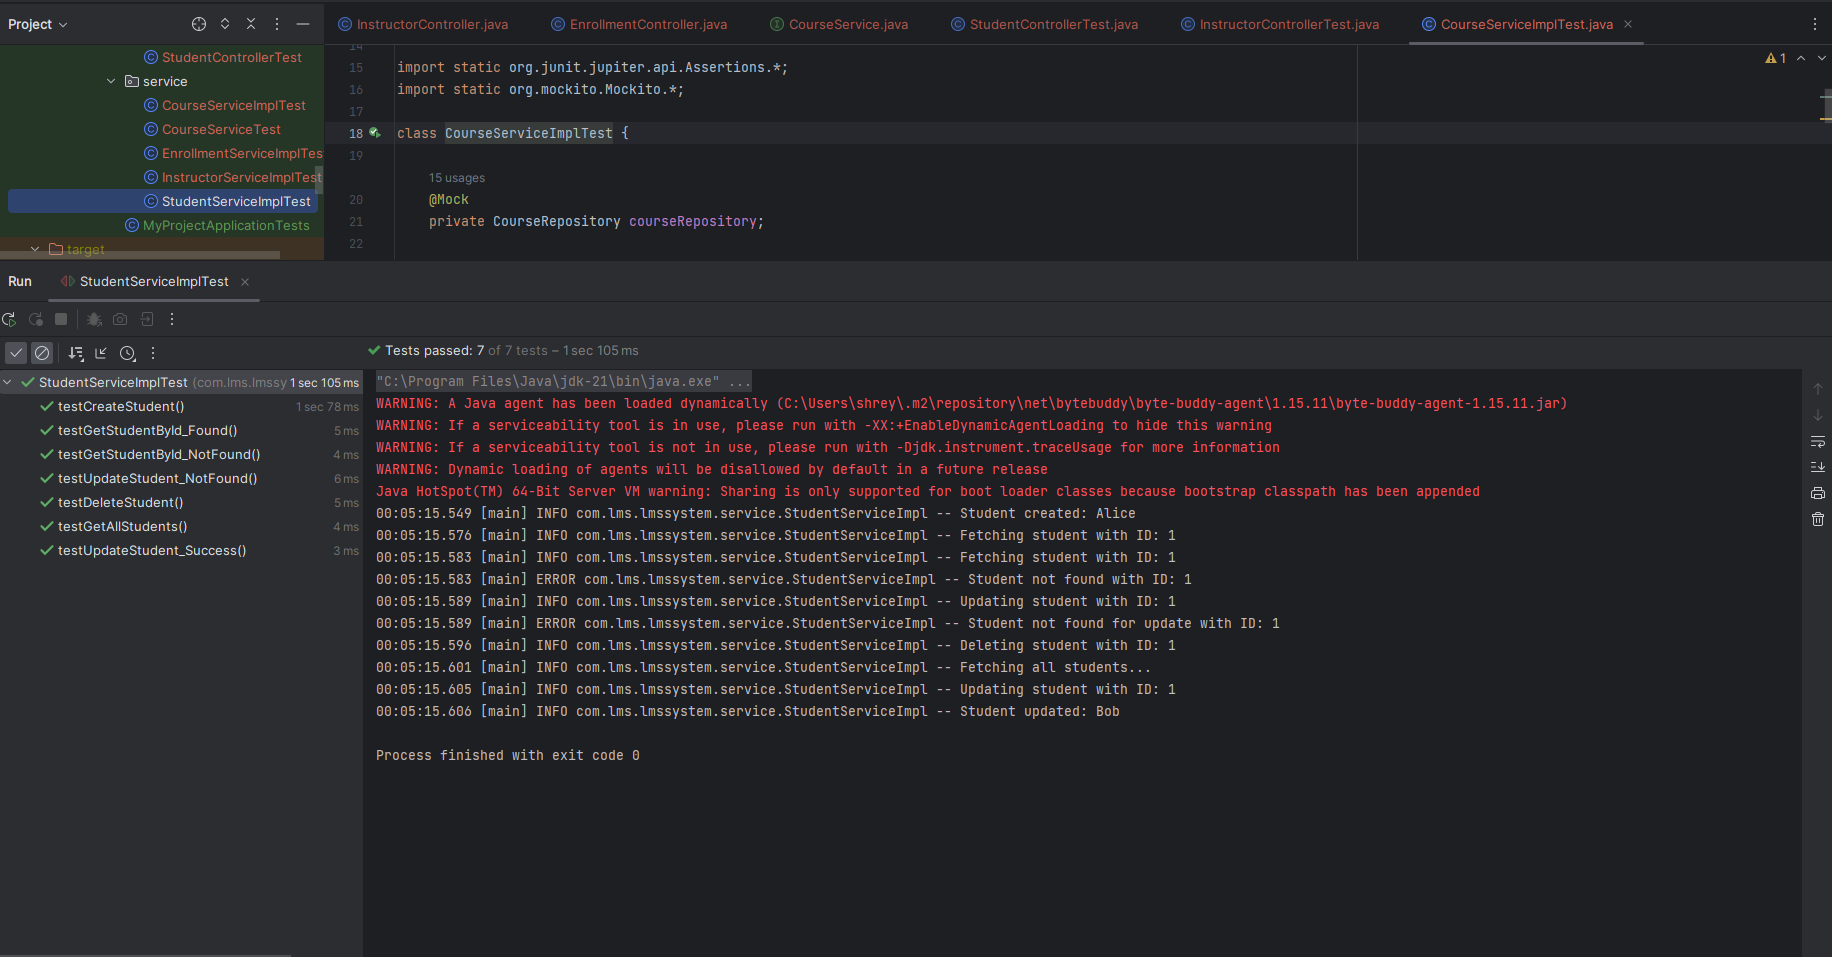 Project
InstructorController.java
EnrollmentController.java
CourseService.java
StudentControllerTest.java
InstructorControllerTest.java
CourseServiceImplTest.java
StudentControllerTest
service
CourseServiceImplTest
CourseServiceTest
EnrollmentServiceImplTes
InstructorServiceImplTest
StudentServiceImplTest
MyProjectApplicationTests
target
14
15 import static org.junit.jupiter.api.Assertions.*;
16 import static org.mockito.Mockito.*;
17
18 class CourseServiceImplTest {
19
15 usages
20 @Mock
21 private CourseRepository courseRepository;
22
1
Run StudentServiceImplTest
Tests passed: 7 of 7 tests – 1 sec 105 ms
StudentServiceImplTest (com.lms.lmssy 1 sec 105 ms
testCreateStudent() 1 sec 78 ms
testGetStudentById_Found() 5 ms
testGetStudentById_NotFound() 4 ms
testUpdateStudent_NotFound() 6 ms
testDeleteStudent() 5 ms
testGetAllStudents() 4 ms
testUpdateStudent_Success() 3 ms
"C:\Program Files\Java\jdk-21\bin\java.exe" ...
WARNING: A Java agent has been loaded dynamically (C:\Users\shrey\.m2\repository\net\bytebuddy\byte-buddy-agent\1.15.11\byte-buddy-agent-1.15.11.jar)
WARNING: If a serviceability tool is in use, please run with -XX:+EnableDynamicAgentLoading to hide this warning
WARNING: If a serviceability tool is not in use, please run with -Djdk.instrument.traceUsage for more information
WARNING: Dynamic loading of agents will be disallowed by default in a future release
Java HotSpot(TM) 64-Bit Server VM warning: Sharing is only supported for boot loader classes because bootstrap classpath has been appended
00:05:15.549 [main] INFO com.lms.lmssystem.service.StudentServiceImpl -- Student created: Alice
00:05:15.576 [main] INFO com.lms.lmssystem.service.StudentServiceImpl -- Fetching student with ID: 1
00:05:15.583 [main] INFO com.lms.lmssystem.service.StudentServiceImpl -- Fetching student with ID: 1
00:05:15.583 [main] ERROR com.lms.lmssystem.service.StudentServiceImpl -- Student not found with ID: 1
00:05:15.589 [main] INFO com.lms.lmssystem.service.StudentServiceImpl -- Updating student with ID: 1
00:05:15.589 [main] ERROR com.lms.lmssystem.service.StudentServiceImpl -- Student not found for update with ID: 1
00:05:15.596 [main] INFO com.lms.lmssystem.service.StudentServiceImpl -- Deleting student with ID: 1
00:05:15.601 [main] INFO com.lms.lmssystem.service.StudentServiceImpl -- Fetching all students...
00:05:15.605 [main] INFO com.lms.lmssystem.service.StudentServiceImpl -- Updating student with ID: 1
00:05:15.606 [main] INFO com.lms.lmssystem.service.StudentServiceImpl -- Student updated: Bob
Process finished with exit code 0